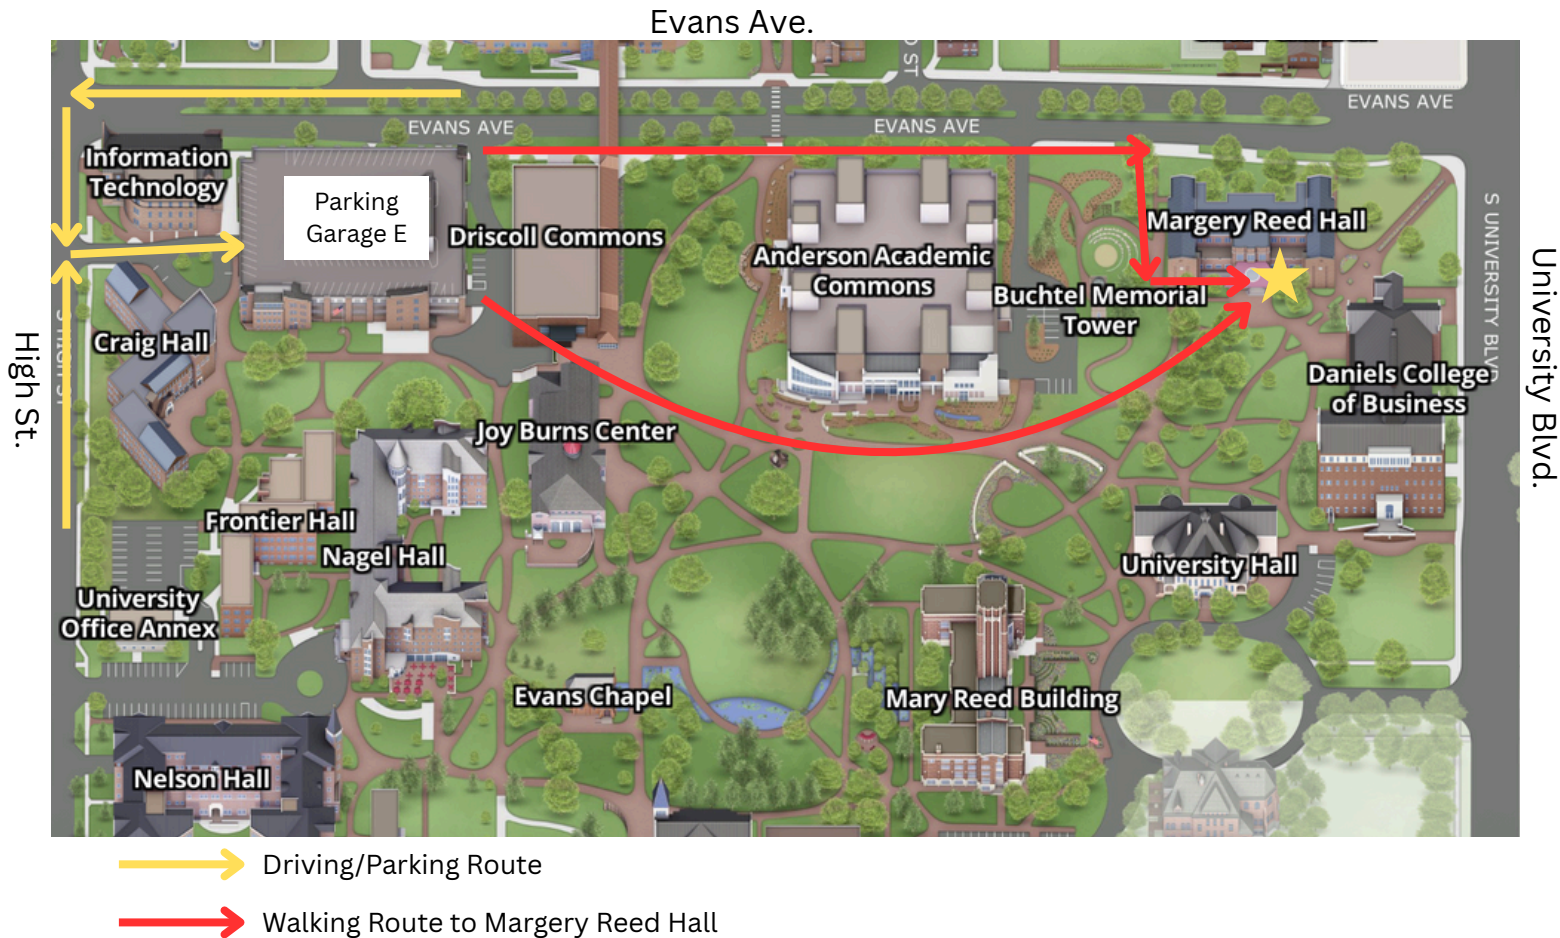 Evans Ave.
EVANS AVE
EVANS AVE
EVANS AVE
Information
Technology
Parking
Garage E
Driscoll Commons
Anderson Academic
Commons
Margery Reed Hall
Buchtel Memorial
Tower
S UNIVERSITY BLVD
University Blvd.
High St.
Craig Hall
Daniels College
of Business
Joy Burns Center
Frontier Hall
Nagel Hall
University Hall
University
Office Annex
Evans Chapel
Mary Reed Building
Nelson Hall
Driving/Parking Route
Walking Route to Margery Reed Hall